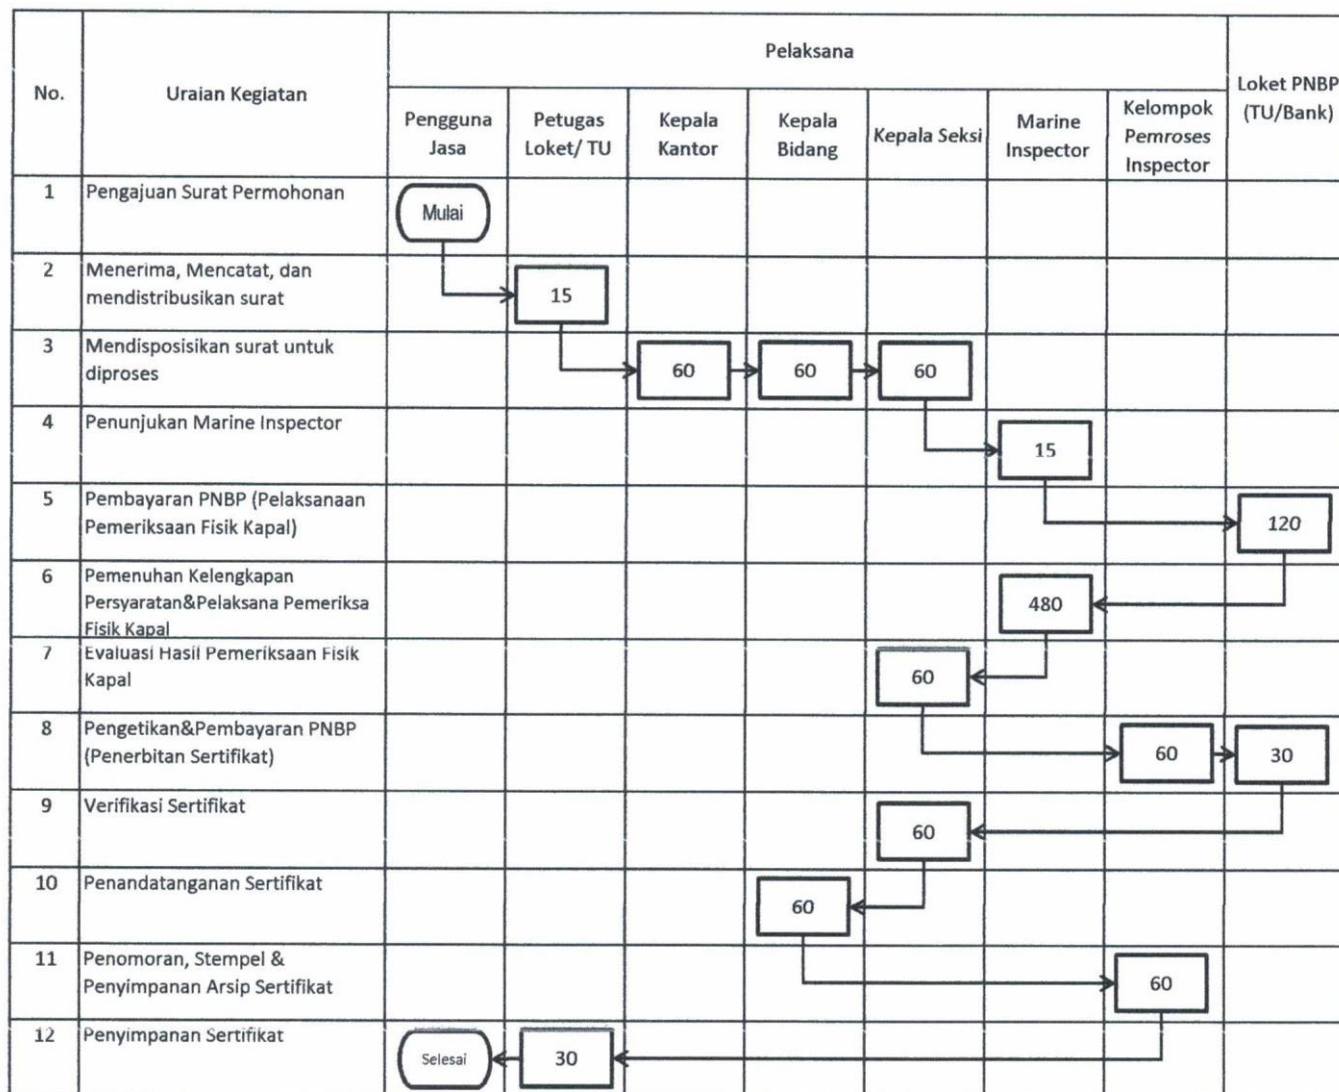 No.
Uraian Kegiatan
Pelaksana
Loket PNBP
(TU/Bank)
Pengguna
Jasa
Petugas
Loket/ TU
Kepala
Kantor
Kepala
Bidang
Kepala Seksi
Marine
Inspector
Kelompok
Pemroses
Inspector
1
Pengajuan Surat Permohonan
Mulai
2
Menerima, Mencatat, dan
mendistribusikan surat
15
3
Mendisposisikan surat untuk
diproses
60
60
60
4
Penunjukan Marine Inspector
15
5
Pembayaran PNBP (Pelaksanaan
Pemeriksaan Fisik Kapal)
120
6
Pemenuhan Kelengkapan
Persyaratan&Pelaksana Pemeriksa
Fisik Kapal
480
7
Evaluasi Hasil Pemeriksaan Fisik
Kapal
60
8
Pengetikan&Pembayaran PNBP
(Penerbitan Sertifikat)
60
30
9
Verifikasi Sertifikat
60
10
Penandatanganan Sertifikat
60
11
Penomoran, Stempel &
Penyimpanan Arsip Sertifikat
60
12
Penyimpanan Sertifikat
Selesai
30